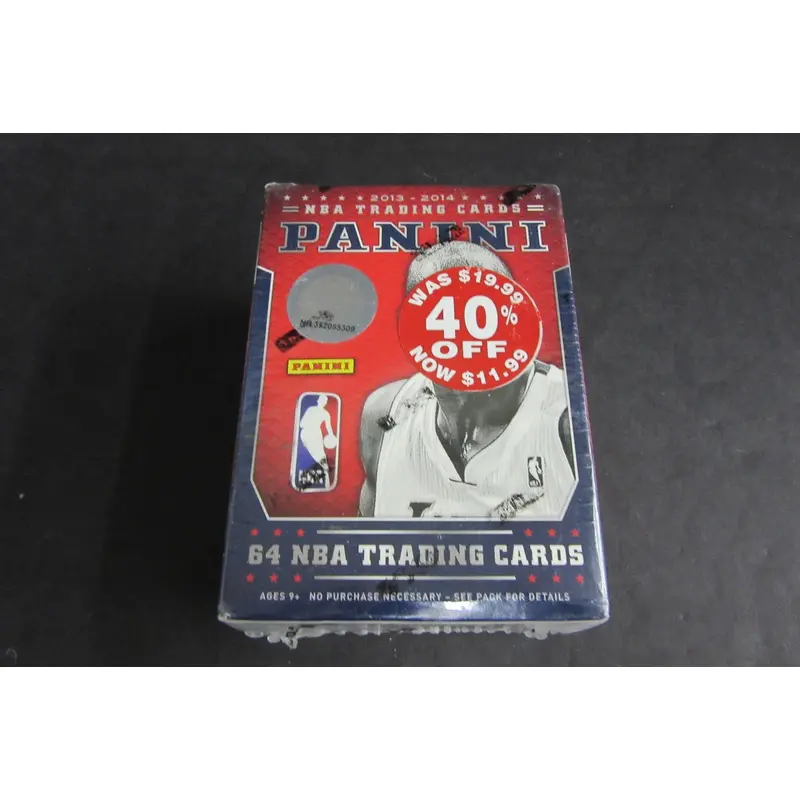 2013 - 2014
NBA TRADING CARDS
PANINI
WAS $19.99
40%
OFF
NOW $11.99
PANINI
64 NBA TRADING CARDS
AGES 9+ NO PURCHASE NECESSARY - SEE PACK FOR DETAILS